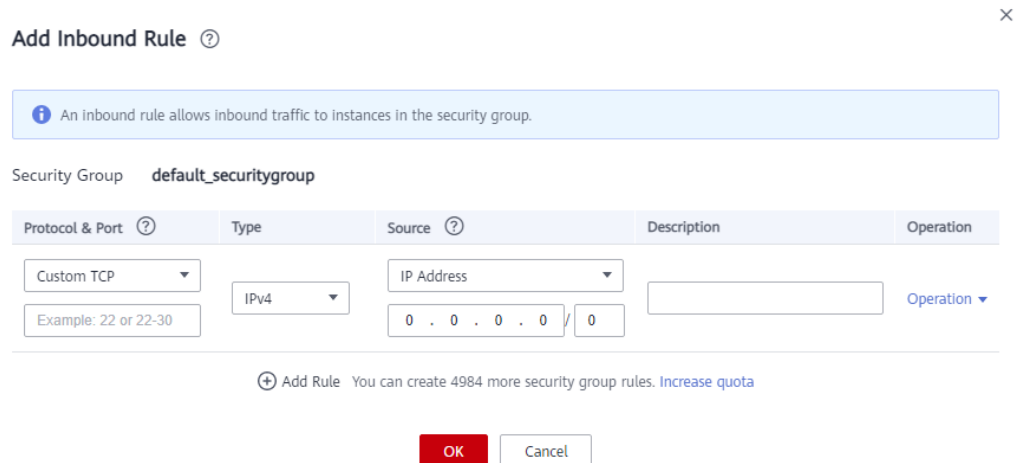 Add Inbound Rule ?
An inbound rule allows inbound traffic to instances in the security group.
Security Group default_securitygroup
Protocol & Port ? Type Source ? Description Operation
Custom TCP IPv4 IP Address Operation
Example: 22 or 22-30 0 . 0 . 0 . 0 / 0
Add Rule You can create 4984 more security group rules. Increase quota
OK Cancel